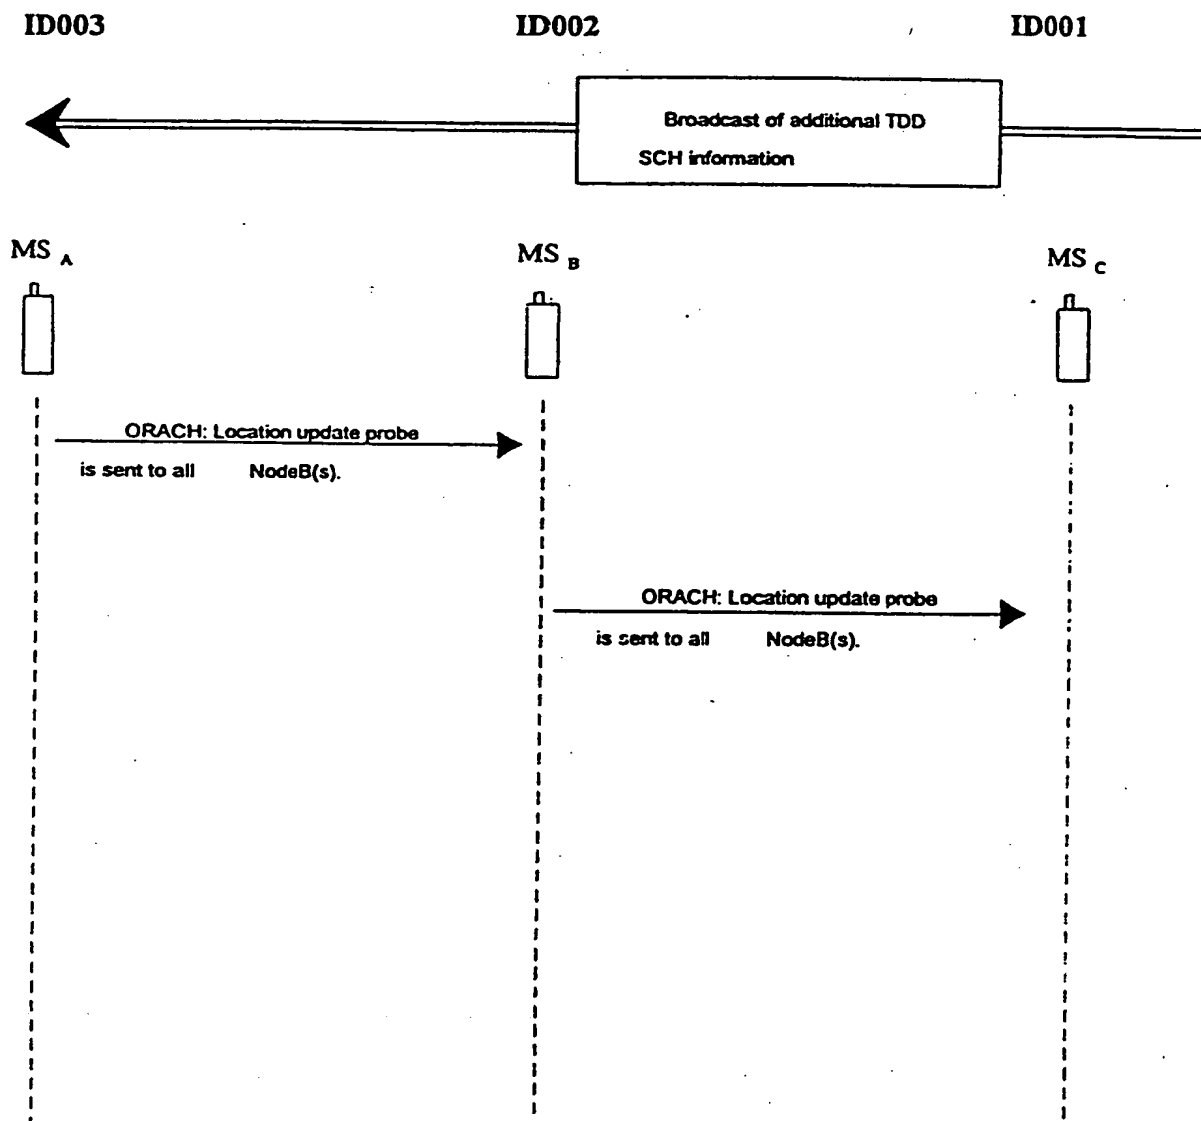 ID003 ID002 ID001
Broadcast of additional TDD
SCH information
MS A MS B MS C
ORACH: Location update probe
is sent to all NodeB(s).
ORACH: Location update probe
is sent to all NodeB(s).